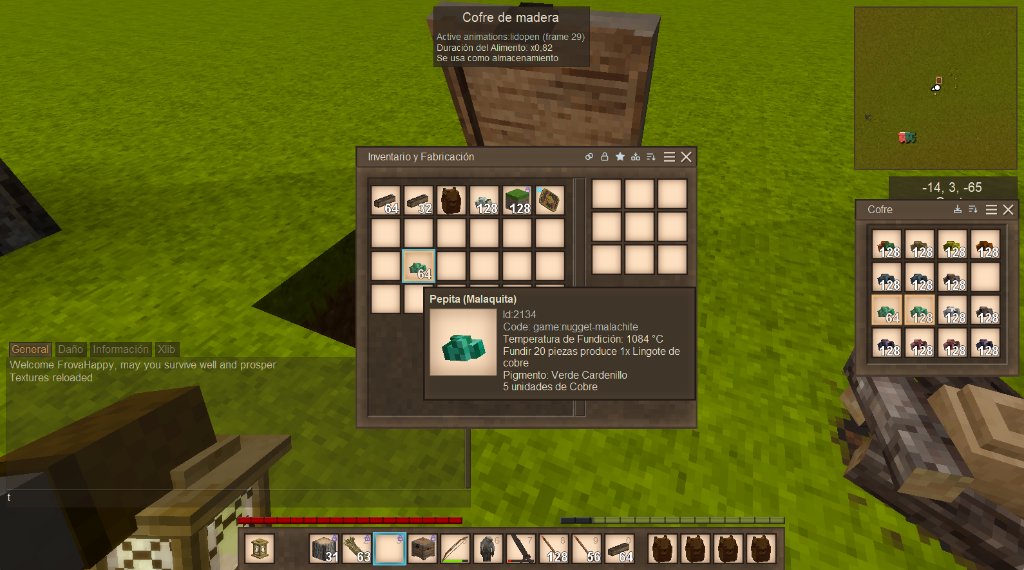 Cofre de madera
Active animations:lidopen (frame 29)
Duración del Alimento: x0,82
Se usa como almacenamiento
Inventario y Fabricación
64
32
128
128
64
Pepita (Malaquita)
Id:2134
Code: game:nugget-malachite
Temperatura de Fundición: 1084 °C
Fundir 20 piezas produce 1x Lingote de
cobre
Pigmento: Verde Cardenillo
5 unidades de Cobre
-14, 3, -65
Cofre
128 128 128 128
128 128 128
64 128 128 128
128 128 128 128
General Daño Información Xlib
Welcome FrovaHappy, may you survive well and prosper
Textures reloaded
t
31 63 128 56 64